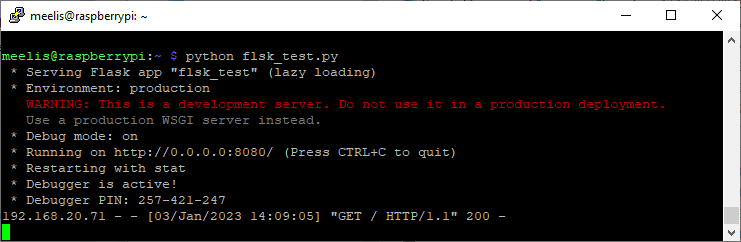 meelis@raspberrypi: ~
meelis@raspberrypi:~ $ python flsk_test.py
* Serving Flask app "flsk_test" (lazy loading)
* Environment: production
WARNING: This is a development server. Do not use it in a production deployment.
Use a production WSGI server instead.
* Debug mode: on
* Running on http://0.0.0.0:8080/ (Press CTRL+C to quit)
* Restarting with stat
* Debugger is active!
* Debugger PIN: 257-421-247
192.168.20.71 - - [03/Jan/2023 14:09:05] "GET / HTTP/1.1" 200 -